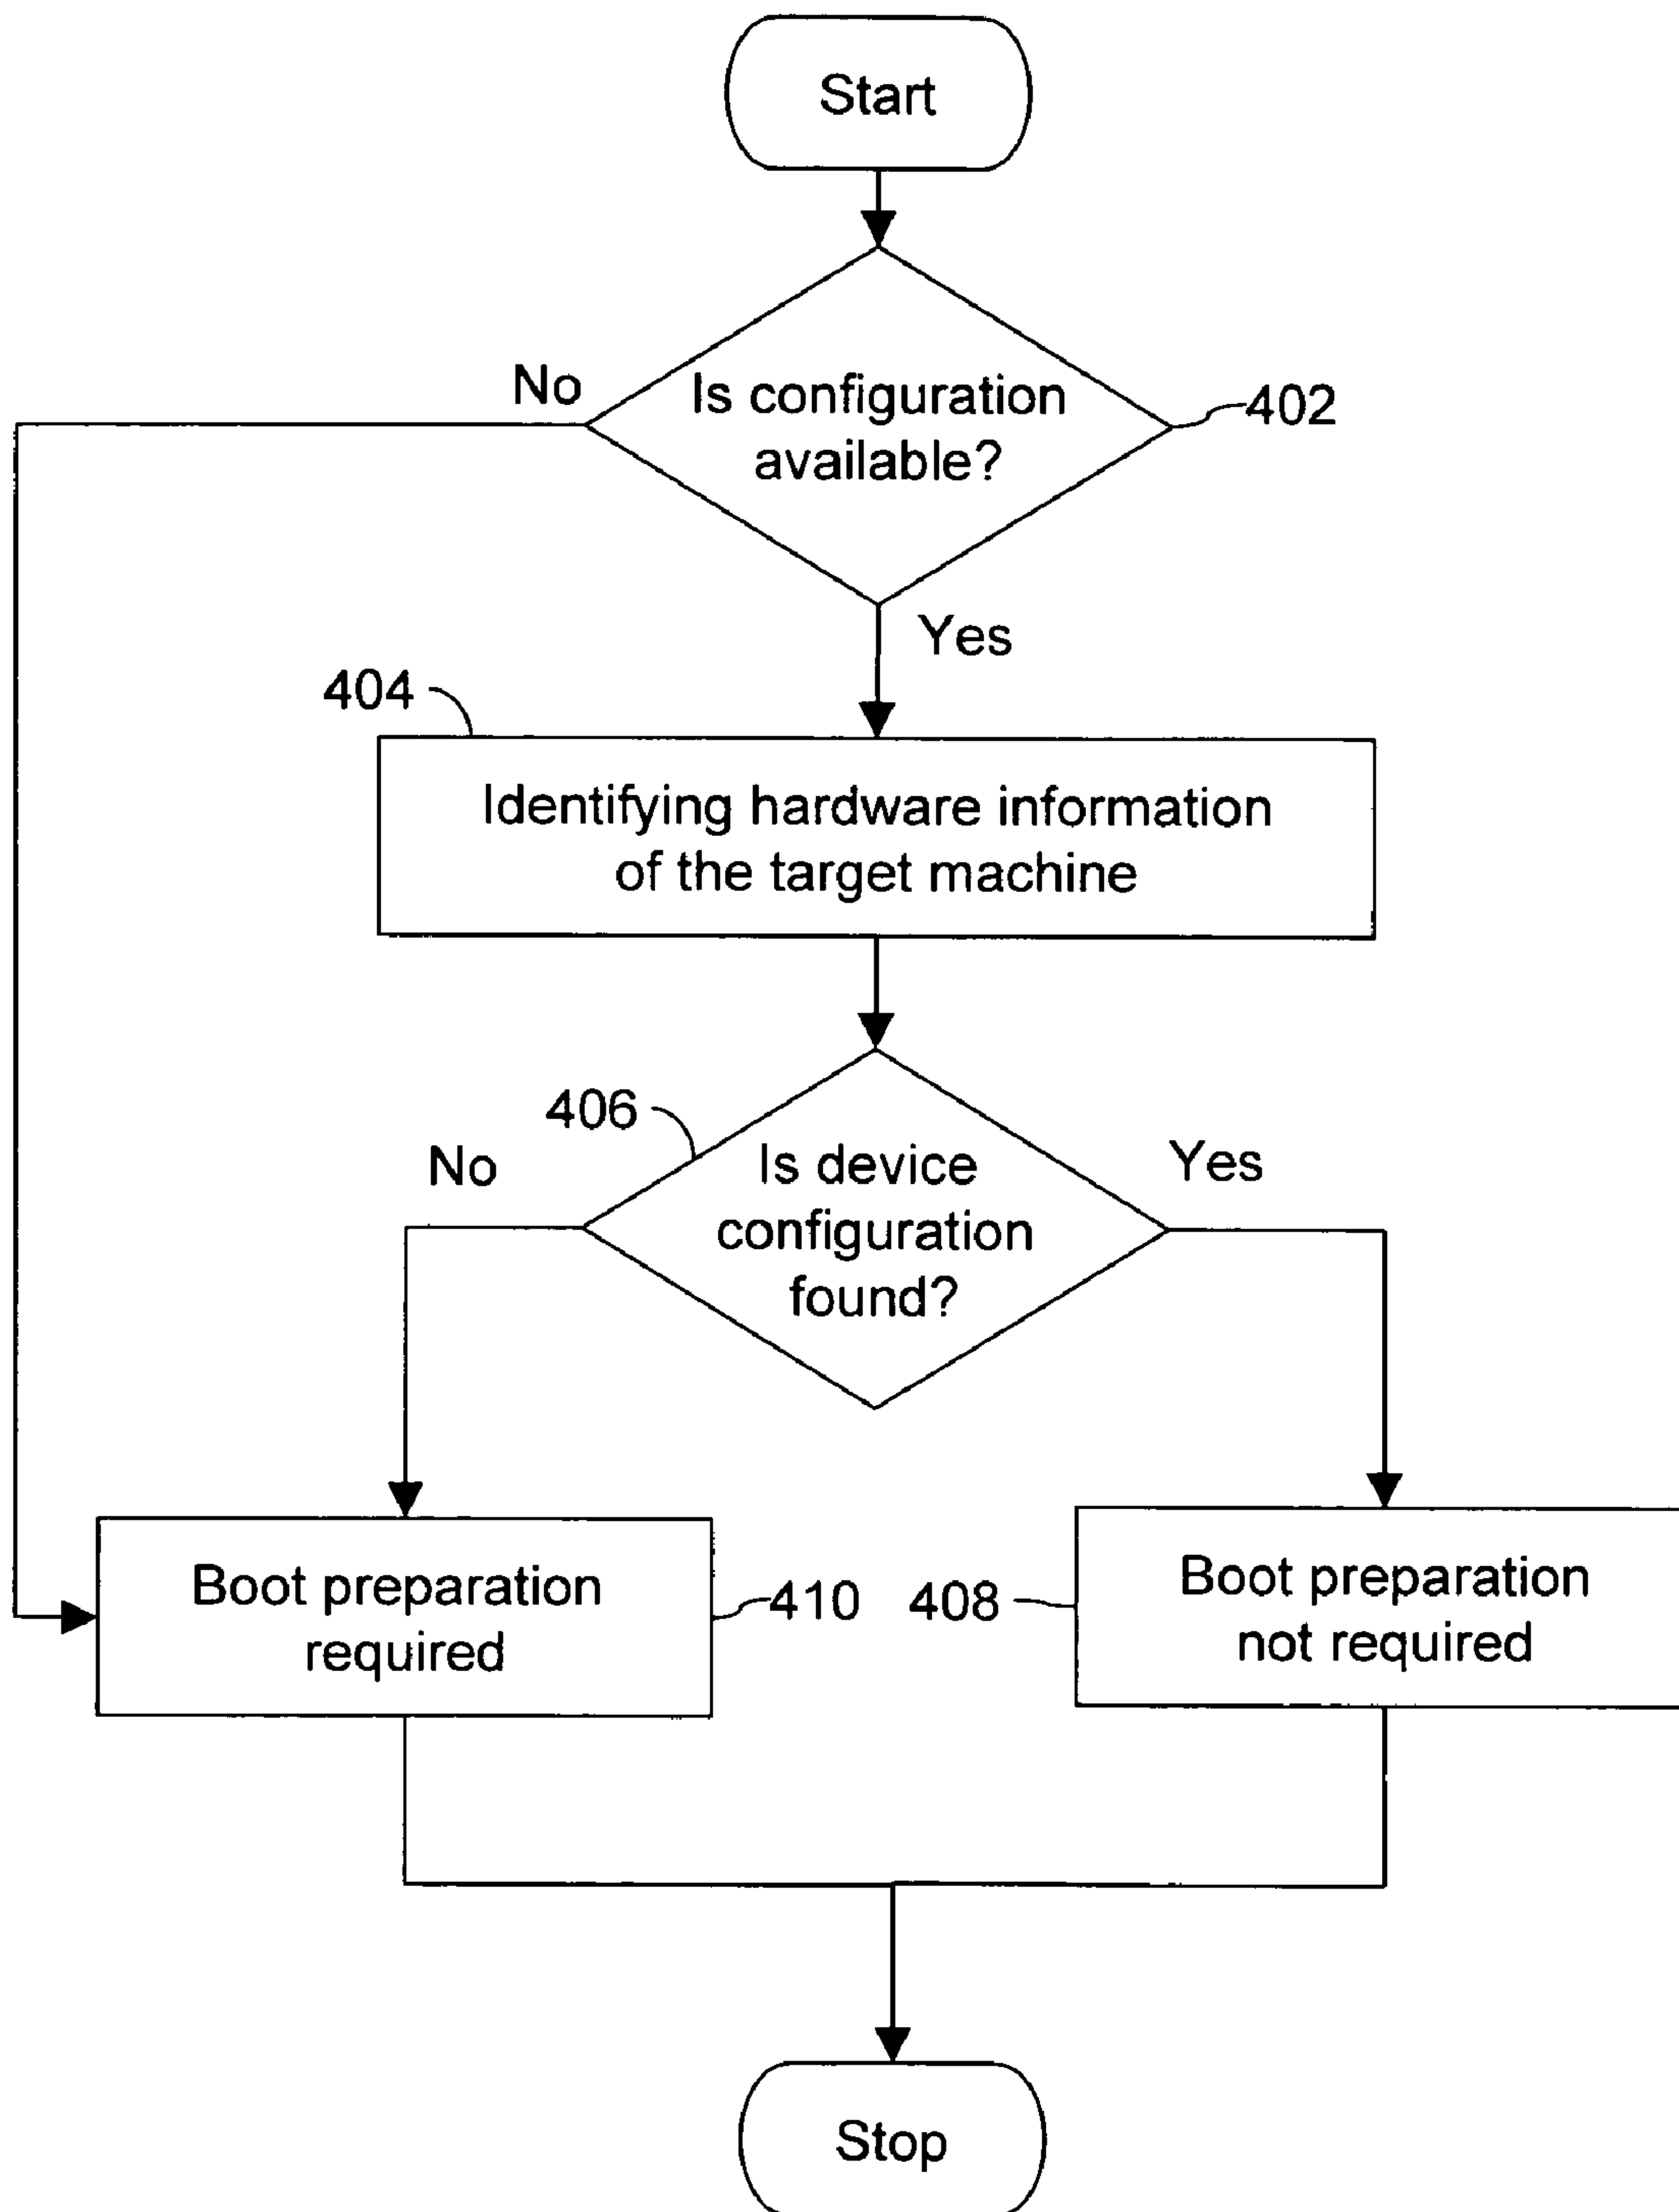 Start
No
Is configuration
available?
402
Yes
404
Identifying hardware information
of the target machine
406
No
Is device
configuration
found?
Yes
Boot preparation
required
410
408
Boot preparation
not required
Stop